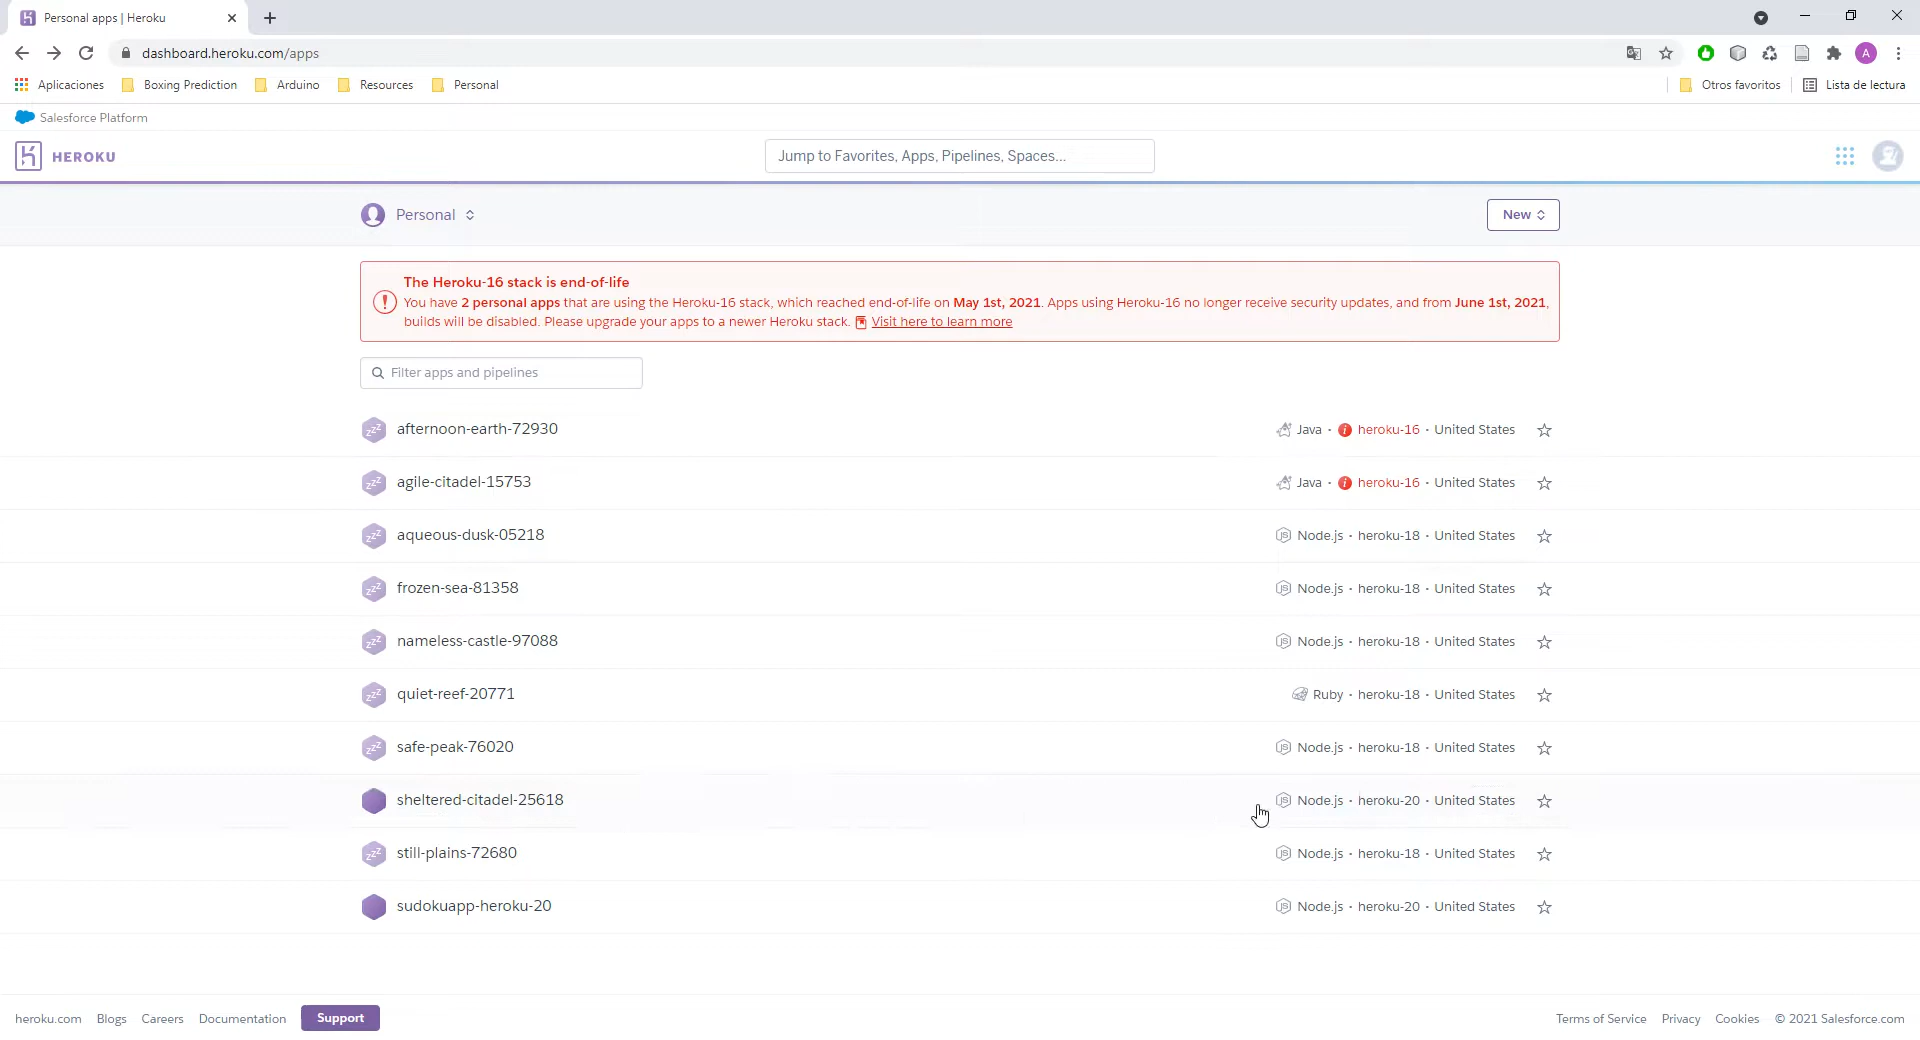 Personal apps | Heroku
dashboard.heroku.com/apps
A
Aplicaciones
Boxing Prediction
Arduino
Resources
Personal
Otros favoritos
Lista de lectura
Salesforce Platform
HEROKU
Jump to Favorites, Apps, Pipelines, Spaces...
Personal
New
The Heroku-16 stack is end-of-life
You have 2 personal apps that are using the Heroku-16 stack, which reached end-of-life on May 1st, 2021. Apps using Heroku-16 no longer receive security updates, and from June 1st, 2021,
builds will be disabled. Please upgrade your apps to a newer Heroku stack. Visit here to learn more
Filter apps and pipelines
afternoon-earth-72930 Java · heroku-16 · United States
agile-citadel-15753 Java · heroku-16 · United States
aqueous-dusk-05218 Node.js · heroku-18 · United States
frozen-sea-81358 Node.js · heroku-18 · United States
nameless-castle-97088 Node.js · heroku-18 · United States
quiet-reef-20771 Ruby · heroku-18 · United States
safe-peak-76020 Node.js · heroku-18 · United States
sheltered-citadel-25618 Node.js · heroku-20 · United States
still-plains-72680 Node.js · heroku-18 · United States
sudokuapp-heroku-20 Node.js · heroku-20 · United States
heroku.com Blogs Careers Documentation Support Terms of Service Privacy Cookies © 2021 Salesforce.com